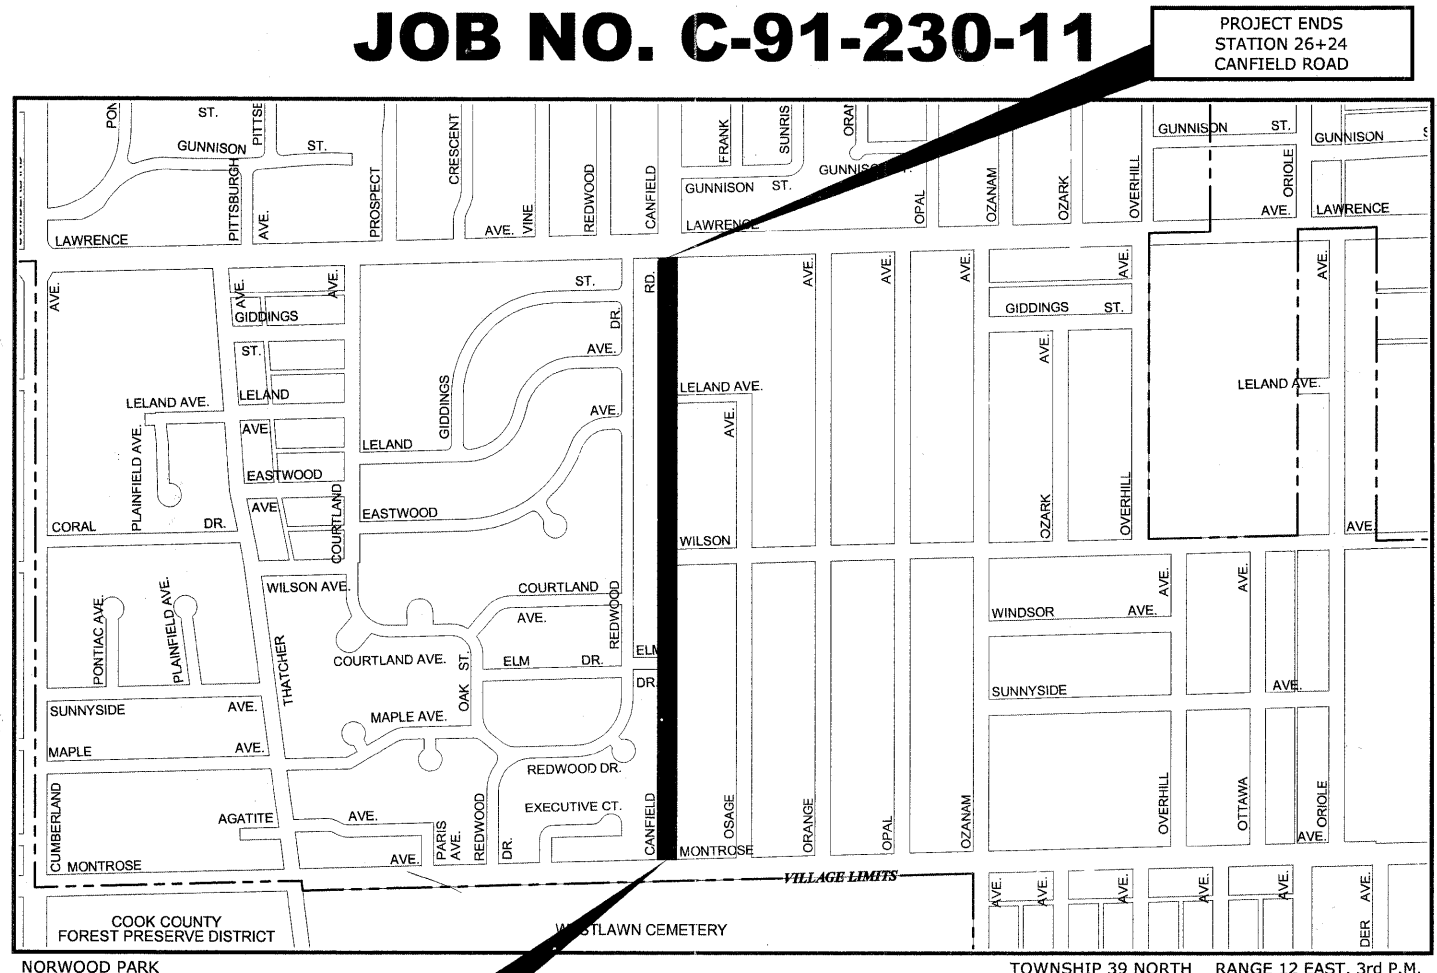 JOB NO. C-91-230-11
PROJECT ENDS
STATION 26+24
CANFIELD ROAD
ST.
GUNNISON
ST.
PITTSBURGH
AVE.
PROSPECT
CRESCENT
AVE.
VINE
REDWOOD
CANFIELD
FRANK
GUNNISON ST.
LAWRENCE
OPAL
OZANAM
OZARK
OVERHILL
GUNNISON ST.
ORIOLE
AVE.
GUNNISON
LAWRENCE
LAWRENCE
AVE.
AVE.
AVE.
GIDDINGS
ST.
LELAND
AVE.
EASTWOOD
AVE
COURTLAND
LELAND AVE.
PLAINFIELD AVE.
CORAL
DR.
ST.
DR.
AVE.
AVE.
GIDDINGS
LELAND
EASTWOOD
RD.
AVE.
AVE.
AVE.
AVE.
AVE.
GIDDINGS ST.
AVE.
LELAND AVE.
AVE.
LELAND AVE.
WILSON
OZARK
OVERHILL
AVE.
WILSON AVE.
COURTLAND
AVE.
REDWOOD
PONTIAC AVE.
PLAINFIELD AVE.
THATCHER
COURTLAND AVE.
OAK ST.
ELM DR.
ELM
DR.
WINDSOR AVE.
AVE.
AVE.
SUNNYSIDE
AVE.
SUNNYSIDE
AVE.
MAPLE AVE.
MAPLE
AVE.
REDWOOD DR.
EXECUTIVE CT.
CUMBERLAND
AGATITE
AVE.
PARIS
AVE.
REDWOOD
DR.
CANFIELD
OSAGE
ORANGE
OPAL
OZANAM
OVERHILL
OTTAWA
ORIOLE
AVE.
MONTROSE
AVE.
MONTROSE
VILLAGE LIMITS
AVE.
AVE.
AVE.
AVE.
AVE.
AVE.
COOK COUNTY
FOREST PRESERVE DISTRICT
CEMETERY
NORWOOD PARK
TOWNSHIP 39 NORTH RANGE 12 EAST, 3rd P.M.